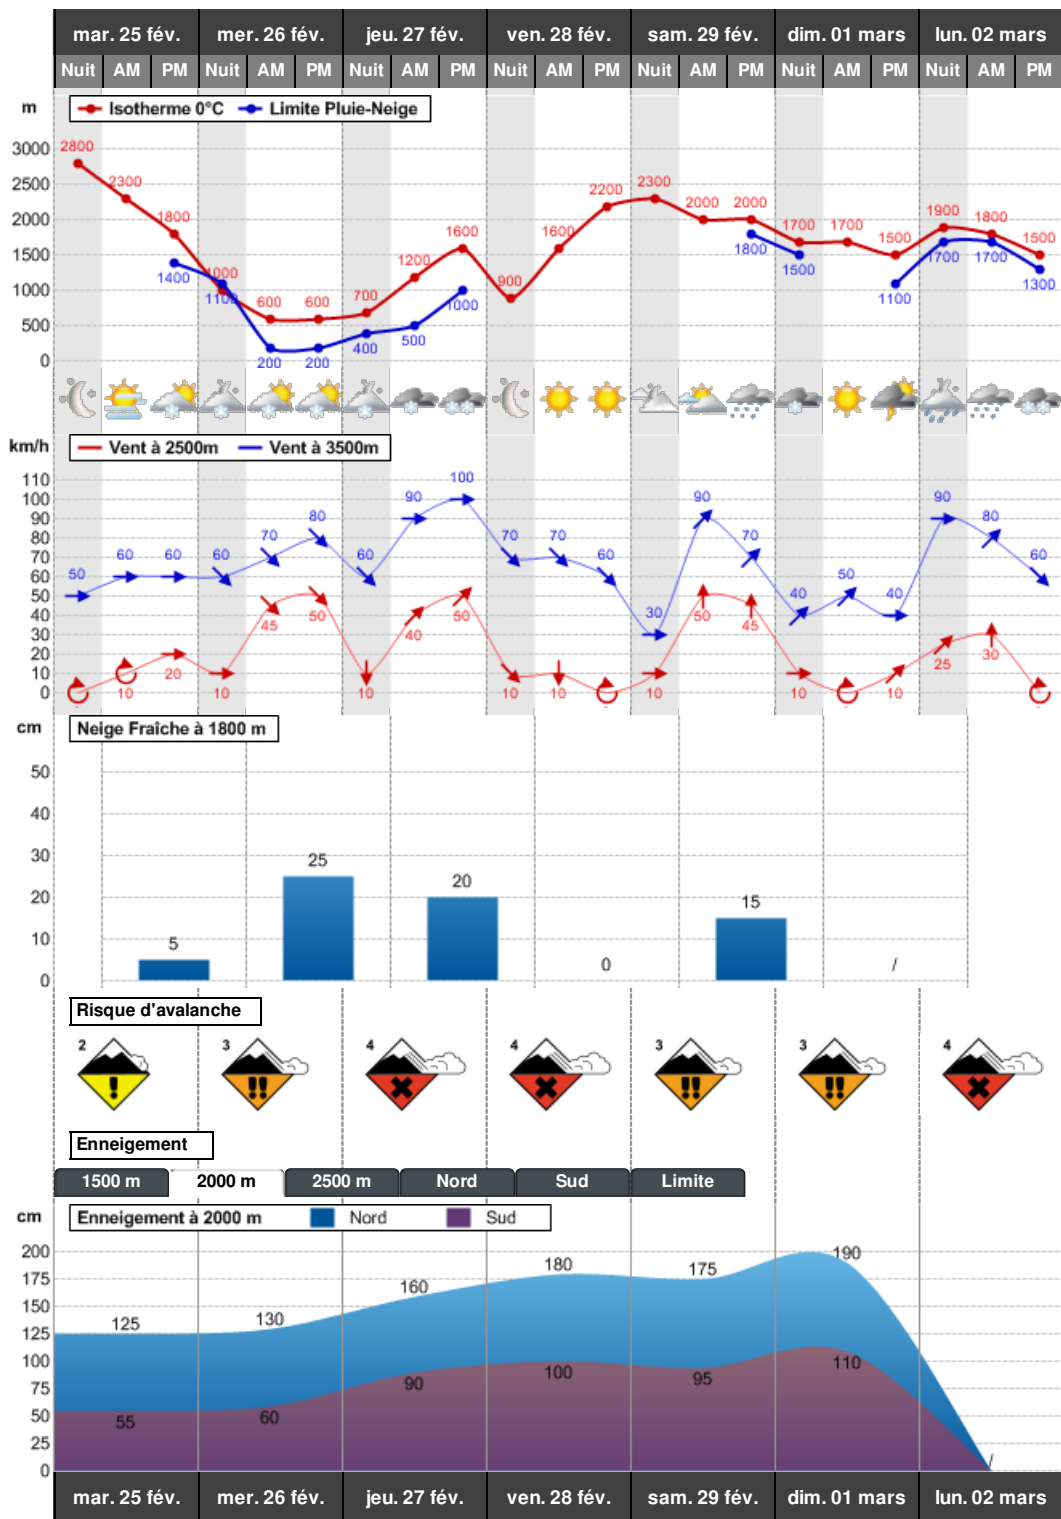 mar. 25 fév. mer. 26 fév. jeu. 27 fév. ven. 28 fév. sam. 29 fév. dim. 01 mars lun. 02 mars
Nuit AM PM Nuit AM PM Nuit AM PM Nuit AM PM Nuit AM PM Nuit AM PM Nuit AM PM
m Isotherme 0°C Limite Pluie-Neige
3000
2500
2000
1500
1000
500
0
2800 2300 1800 1000 600 600 700 1200 1600 900 1600 2200 2300 2000 2000 1700 1700 1500 1900 1800 1500
1400 1100 200 200 400 500 1000 1800 1500 1100 1700 1700 1300
km/h Vent à 2500m Vent à 3500m
110
100
90
80
70
60
50
40
30
20
10
0
50 60 60 60 70 80 60 90 100 70 70 60 30 90 70 40 50 40 90 80 60
10 20 10 45 50 10 40 50 10 10 10 50 45 10 10 25 30
cm Neige Fraîche à 1800 m
50
40
30
20
10
0
5 25 20 0 15 /
Risque d'avalanche
2 3 4 4 3 3 4
! !! !! !!
Enneigement
1500 m 2000 m 2500 m Nord Sud Limite
cm Enneigement à 2000 m Nord Sud
200
175
150
125
100
75
50
25
0
125 130 160 180 175 190 /
55 60 90 100 95 110
mar. 25 fév. mer. 26 fév. jeu. 27 fév. ven. 28 fév. sam. 29 fév. dim. 01 mars lun. 02 mars